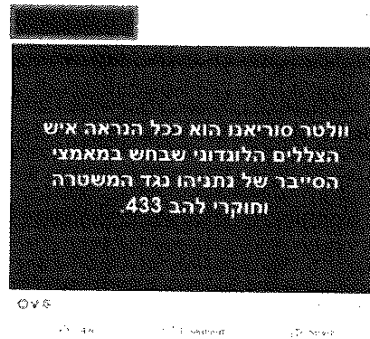 וולטר סוריאנו הוא ככל הנראה איש
הצללים הלונדוני שבחש במאמצי
הסייבר של נתניהו נגד המשטרה
וחוקרי להב 433.